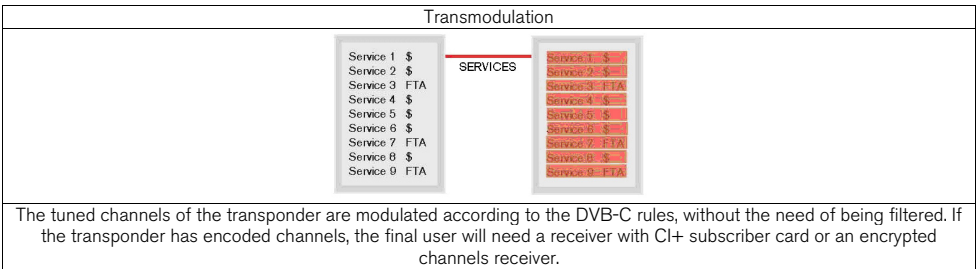 Transmodulation
Service 1 $
Service 2 $
Service 3 FTA
Service 4 $
Service 5 $
Service 6 $
Service 7 FTA
Service 8 $
Service 9 FTA
SERVICES
Service 1 $
Service 2 $
Service 3 FTA
Service 4 $
Service 5 $
Service 6 $
Service 7 FTA
Service 8 $
Service 9 FTA
The tuned channels of the transponder are modulated according to the DVB-C rules, without the need of being filtered. If
the transponder has encoded channels, the final user will need a receiver with CI+ subscriber card or an encrypted
channels receiver.